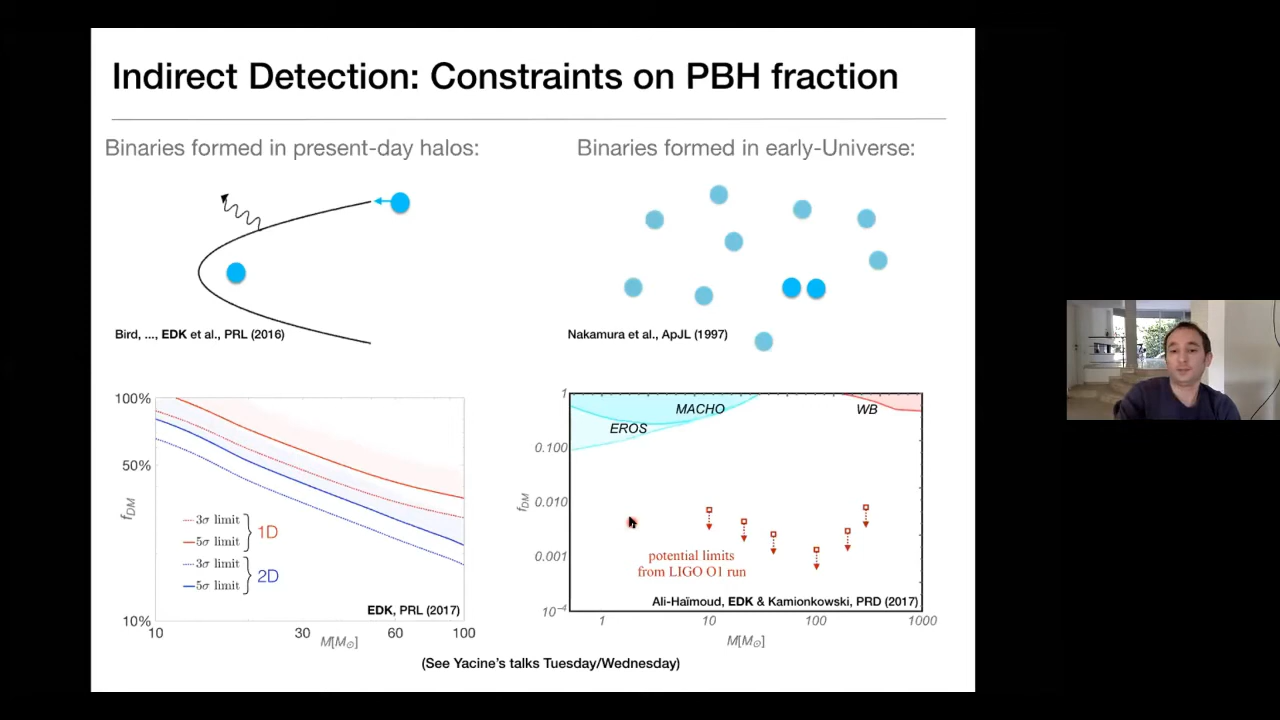 Indirect Detection: Constraints on PBH fraction
Binaries formed in present-day halos:
Bird, ..., EDK et al., PRL (2016)
Binaries formed in early-Universe:
Nakamura et al., ApJL (1997)
100%
50%
10%
f_DM
3σ limit
5σ limit
1D
3σ limit
5σ limit
2D
EDK, PRL (2017)
10
30
60
100
M[M⊙]
1
0.100
0.010
0.001
10⁻⁴
f_DM
MACHO
EROS
WB
potential limits
from LIGO O1 run
Ali-Haïmoud, EDK & Kamionkowski, PRD (2017)
1
10
100
1000
M[M⊙]
(See Yacine's talks Tuesday/Wednesday)